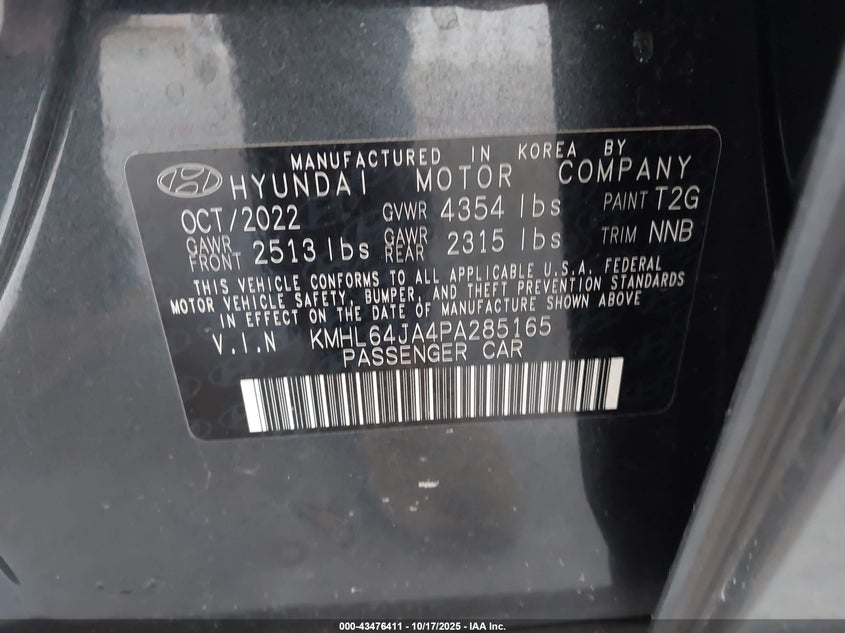 MANUFACTURED IN KOREA BY
HYUNDAI MOTOR COMPANY
OCT/2022 GVWR 4354 lbs PAINT T2G
GAWR FRONT 2513 lbs GAWR REAR 2315 lbs TRIM NNB
THIS VEHICLE CONFORMS TO ALL APPLICABLE U.S.A. FEDERAL
MOTOR VEHICLE SAFETY, BUMPER, AND THEFT PREVENTION STANDARDS
IN EFFECT ON THE DATE OF MANUFACTURE SHOWN ABOVE
V.I.N KMHL64JA4PA285165
PASSENGER CAR
000-43476411 - 10/17/2025 - IAA Inc.